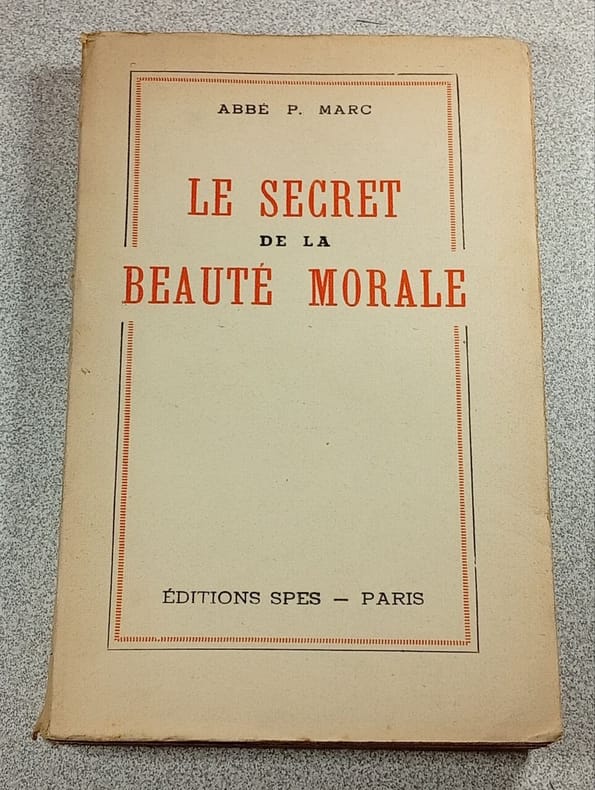 ABBÉ P. MARC
LE SECRET
DE LA
BEAUTÉ MORALE
ÉDITIONS SPES — PARIS